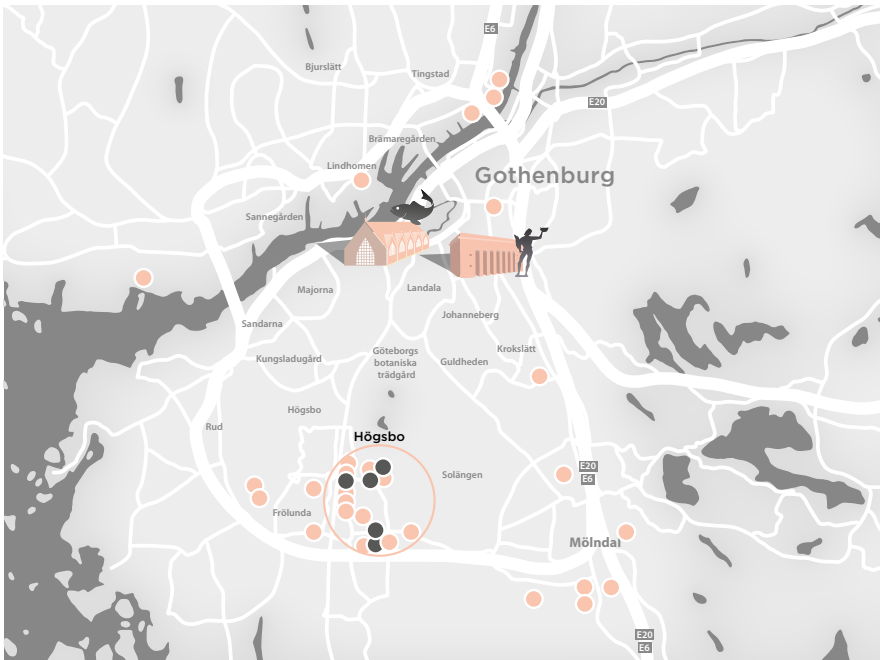 E6
Bjurslätt
Tingstad
E20
Brämaregården
Lindhomen
Gothenburg
Sannegården
Majorna
Landala
Johanneberg
Sandarna
Krokslätt
Kungsladugård
Göteborgs
botaniska
trädgård
Guldheden
Högsbo
Rud
Högsbo
Solängen
E20
E6
Frölunda
Mölndal
E20
E6